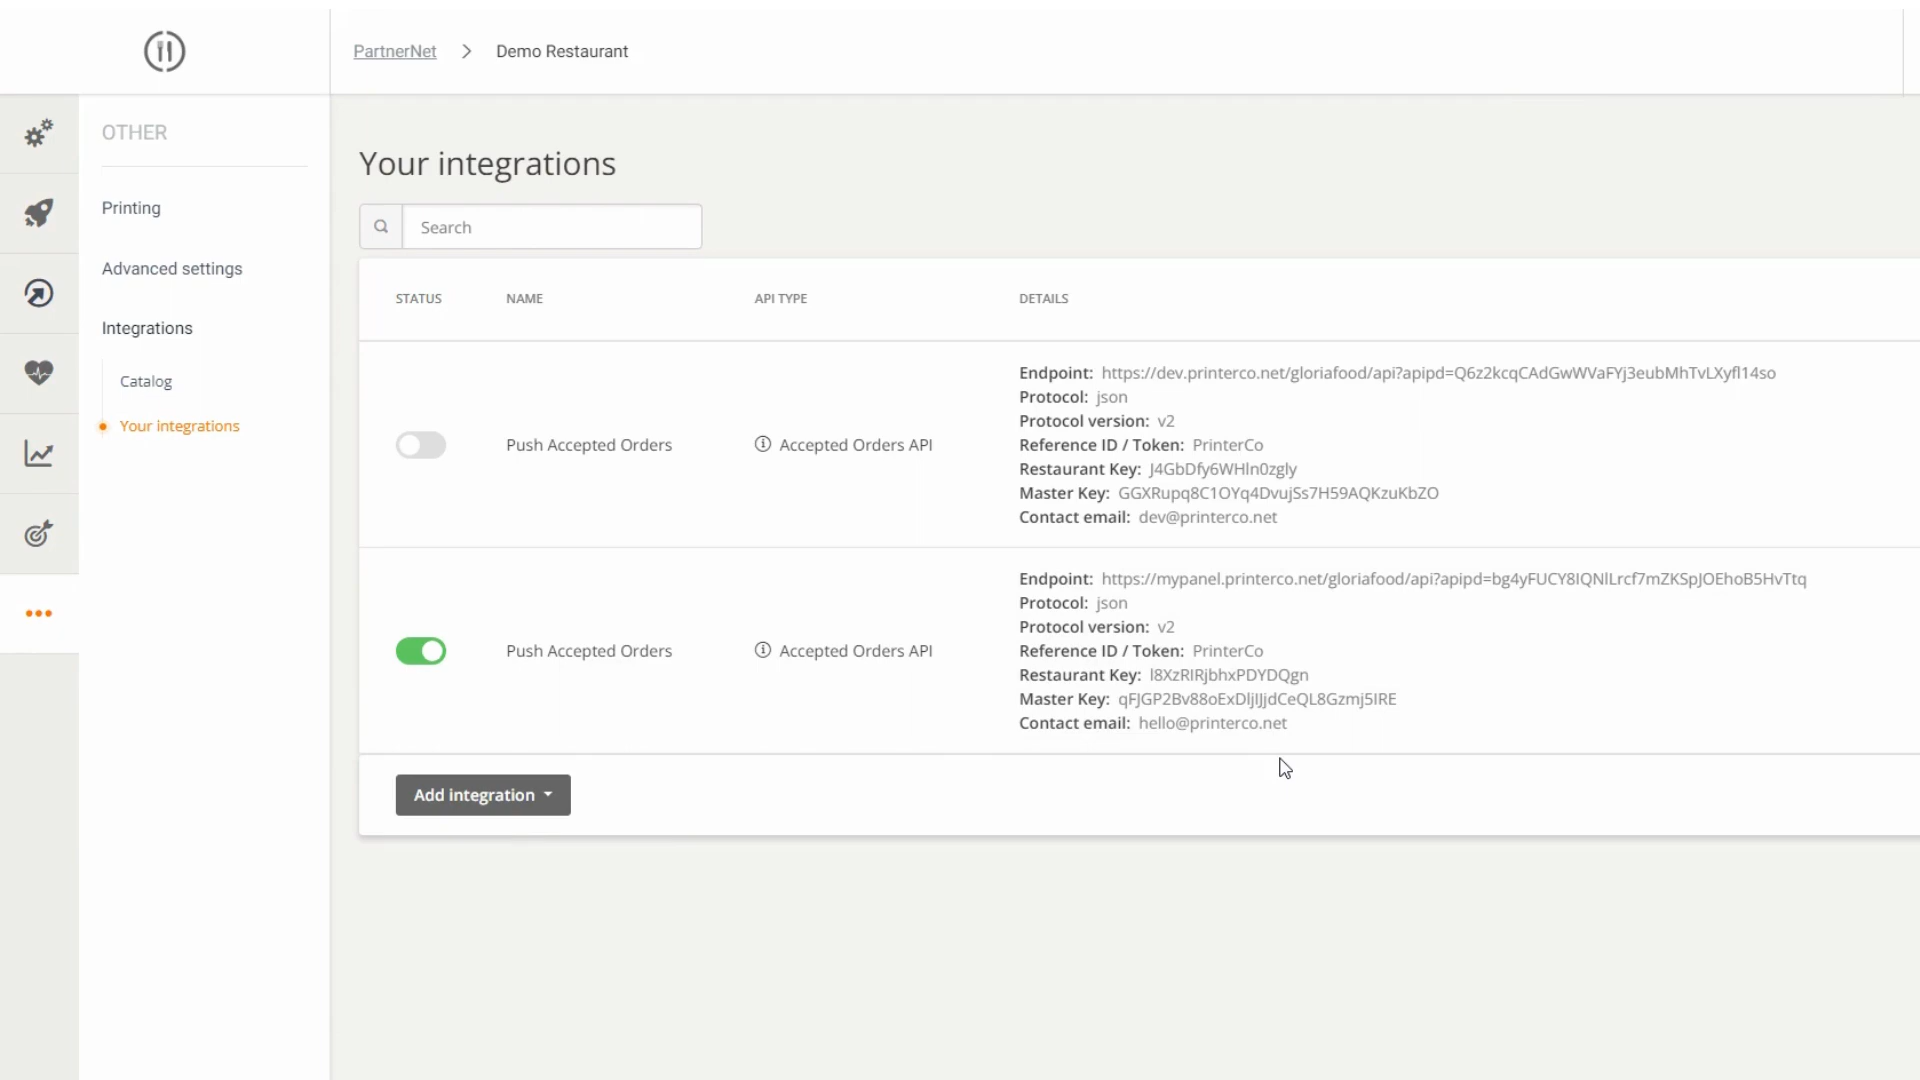 PartnerNet > Demo Restaurant
OTHER
Printing
Advanced settings
Integrations
Catalog
Your integrations
Your integrations
Search
STATUS NAME API TYPE DETAILS
Push Accepted Orders Accepted Orders API
Endpoint: https://dev.printerco.net/gloriafood/api?apipd=Q6z2kcqCAdGwWVaFYj3eubMhTvLXyfl14so
Protocol: json
Protocol version: v2
Reference ID / Token: PrinterCo
Restaurant Key: J4GbDfy6WHln0zgly
Master Key: GGXRupq8C1OYq4DvujSs7H59AQKzuKbZO
Contact email: dev@printerco.net
Push Accepted Orders Accepted Orders API
Endpoint: https://mypanel.printerco.net/gloriafood/api?apipd=bg4yFUCY8IQNlLrcf7mZKSpJOEhoB5HvTtq
Protocol: json
Protocol version: v2
Reference ID / Token: PrinterCo
Restaurant Key: l8XzRlRjbhxPDYDQgn
Master Key: qFJGP2Bv88oExDljlJjdCeQL8Gzmj5IRE
Contact email: hello@printerco.net
Add integration